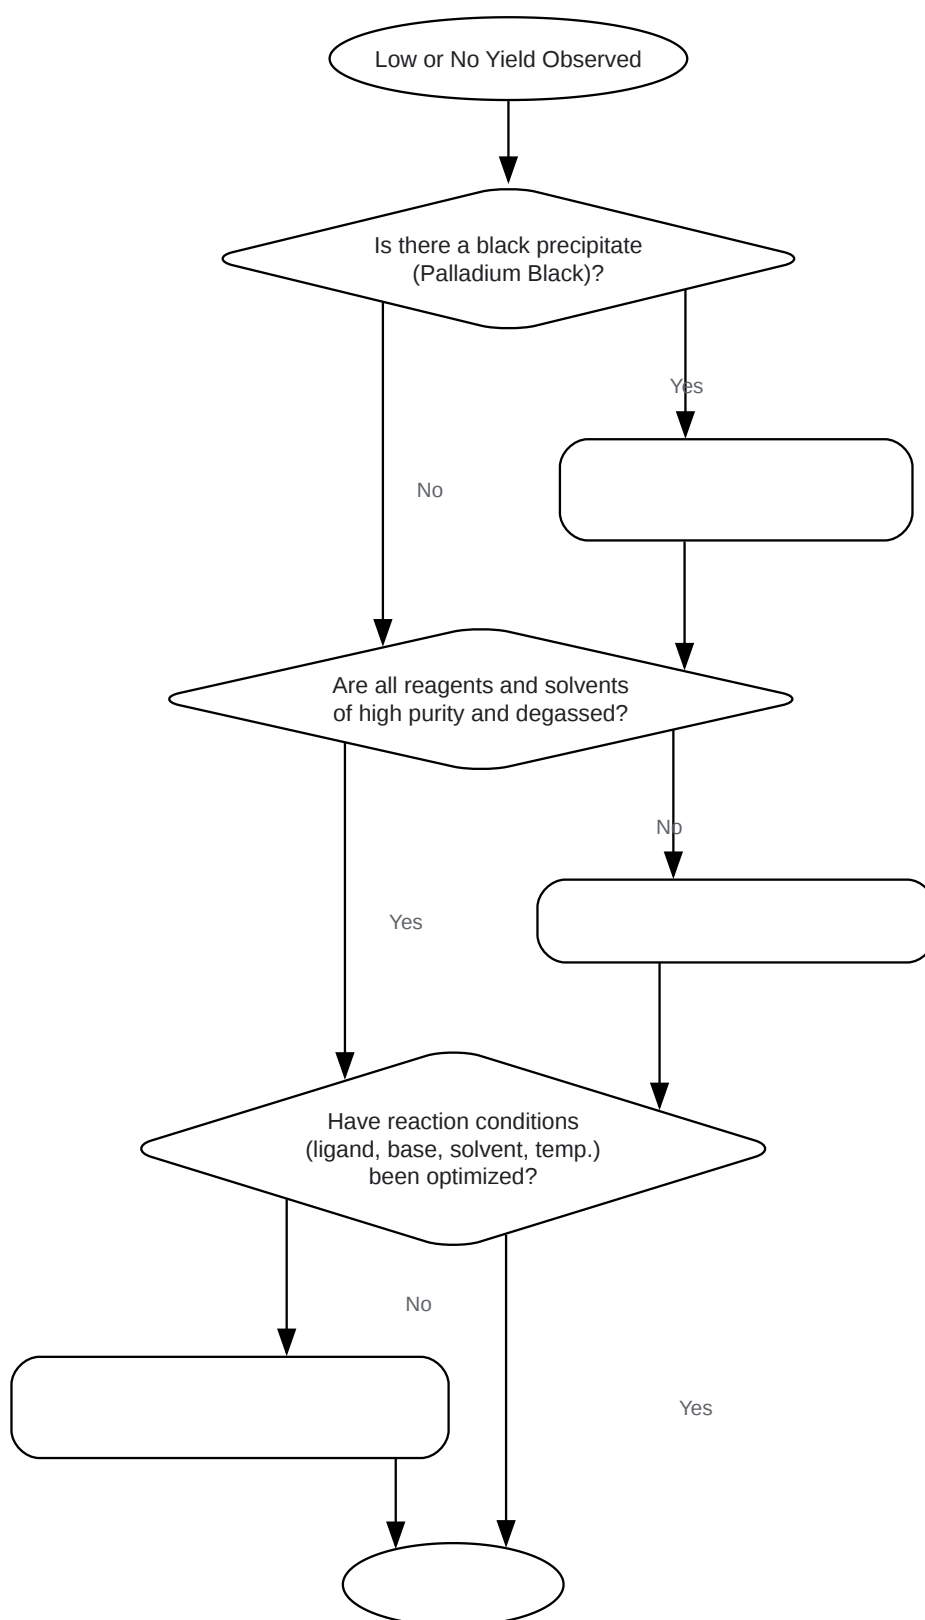 Low or No Yield Observed
Is there a black precipitate
(Palladium Black)?
Yes
No
Are all reagents and solvents
of high purity and degassed?
No
Yes
Have reaction conditions
(ligand, base, solvent, temp.)
been optimized?
No
Yes